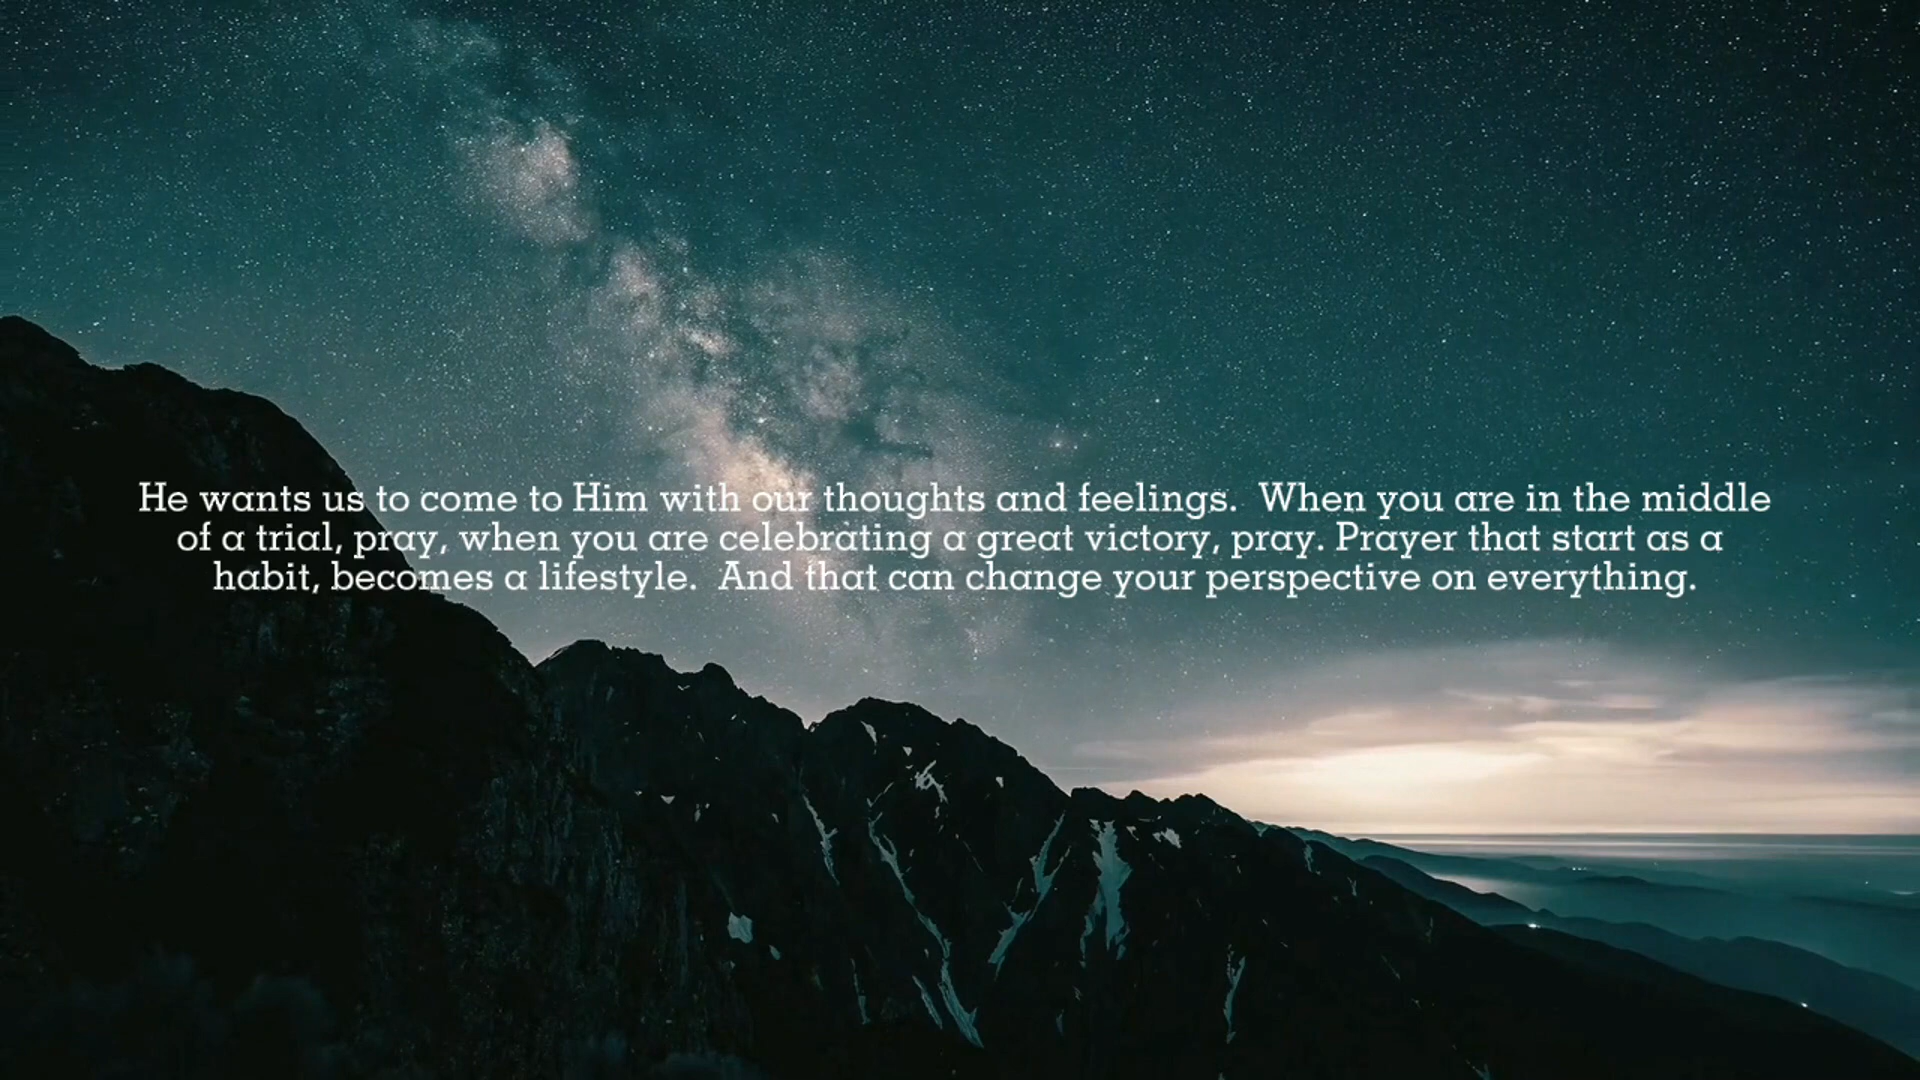 He wants us to come to Him with our thoughts and feelings.  When you are in the middle
of a trial, pray, when you are celebrating a great victory, pray. Prayer that start as a
habit, becomes a lifestyle.  And that can change your perspective on everything.